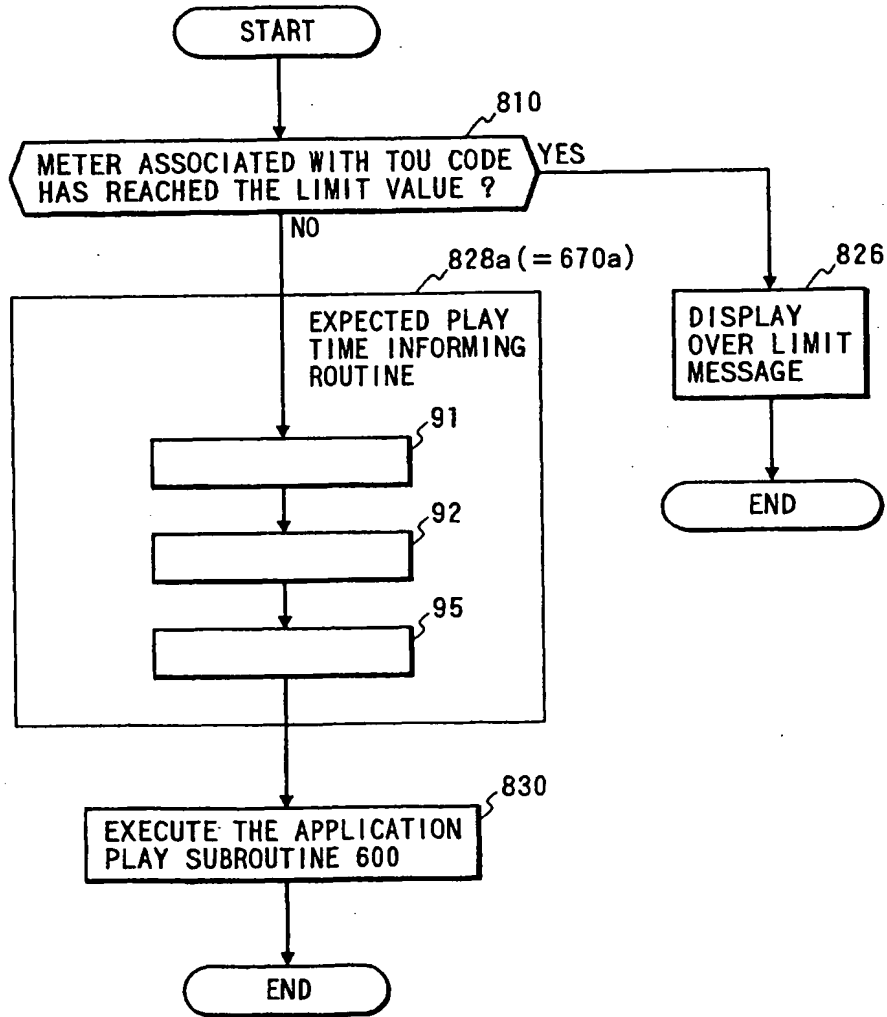 START
810
METER ASSOCIATED WITH TOU CODE
HAS REACHED THE LIMIT VALUE ?
YES
NO
828a(=670a)
826
EXPECTED PLAY
TIME INFORMING
ROUTINE
DISPLAY
OVER LIMIT
MESSAGE
91
END
92
95
830
EXECUTE THE APPLICATION
PLAY SUBROUTINE 600
END